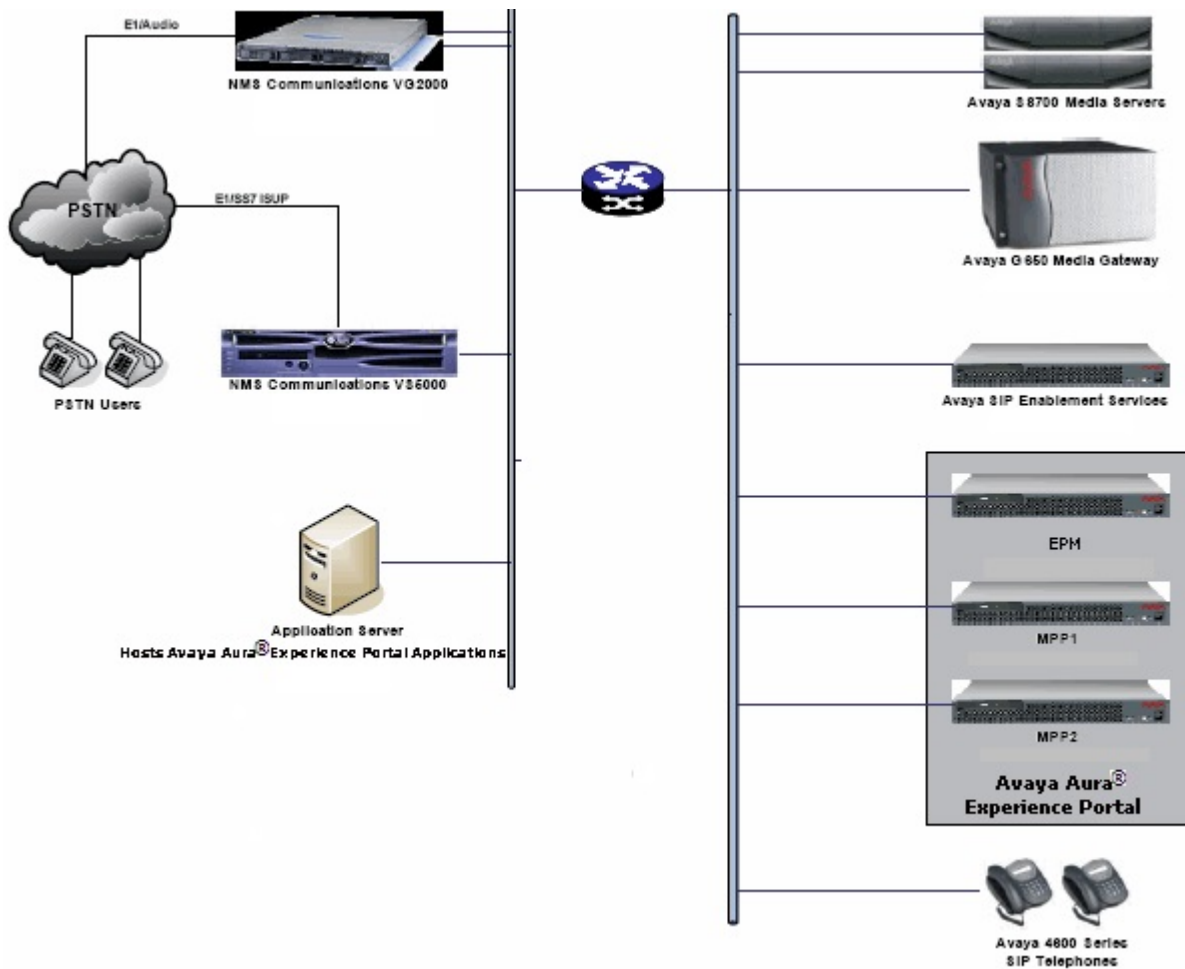 E1/Audio
NMS Communications VG2000
PSTN
E1/SS7 ISUP
NMS Communications VS5000
PSTN Users
Application Server
Hosts Avaya Aura® Experience Portal Applications
Avaya S8700 Media Servers
Avaya G650 Media Gateway
Avaya SIP Enablement Services
EPM
MPP1
MPP2
Avaya Aura®
Experience Portal
Avaya 4600 Series
SIP Telephones